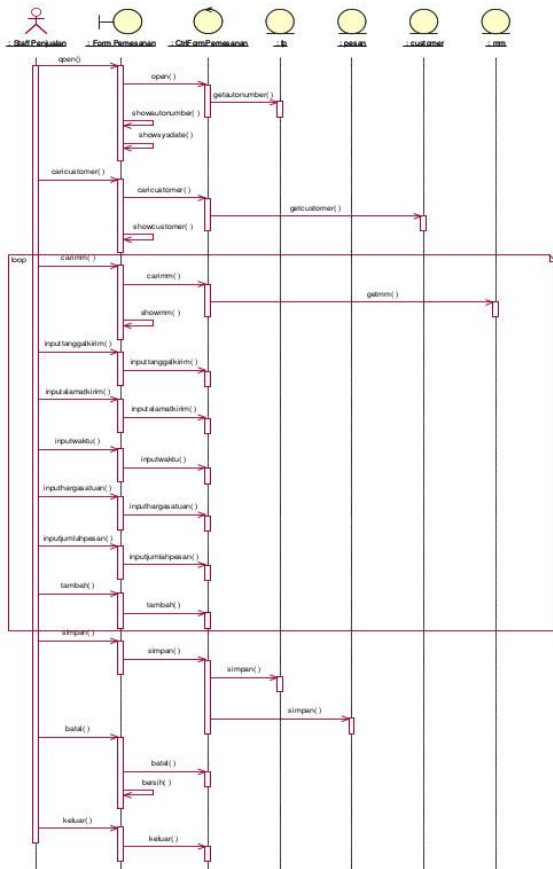 : Staff Penjualan
: Form Pemesanan
: CtrlFormPemesanan
: fp
: pesan
: customer
: mm
open()
open( )
getautonumber( )
showautonumber( )
showsysdate( )
caricustomer( )
caricustomer( )
getcustomer( )
showcustomer( )
loop
carimm( )
carimm( )
getmm( )
showmm( )
inputtanggalkirim( )
inputtanggalkirim( )
inputalamatkirim( )
inputalamatkirim( )
inputwaktu( )
inputwaktu( )
inputhargasatuan( )
inputhargasatuan( )
inputjumlahpesan( )
inputjumlahpesan( )
tambah( )
tambah( )
simpan( )
simpan( )
simpan( )
simpan( )
batal( )
batal( )
bersih( )
keluar( )
keluar( )